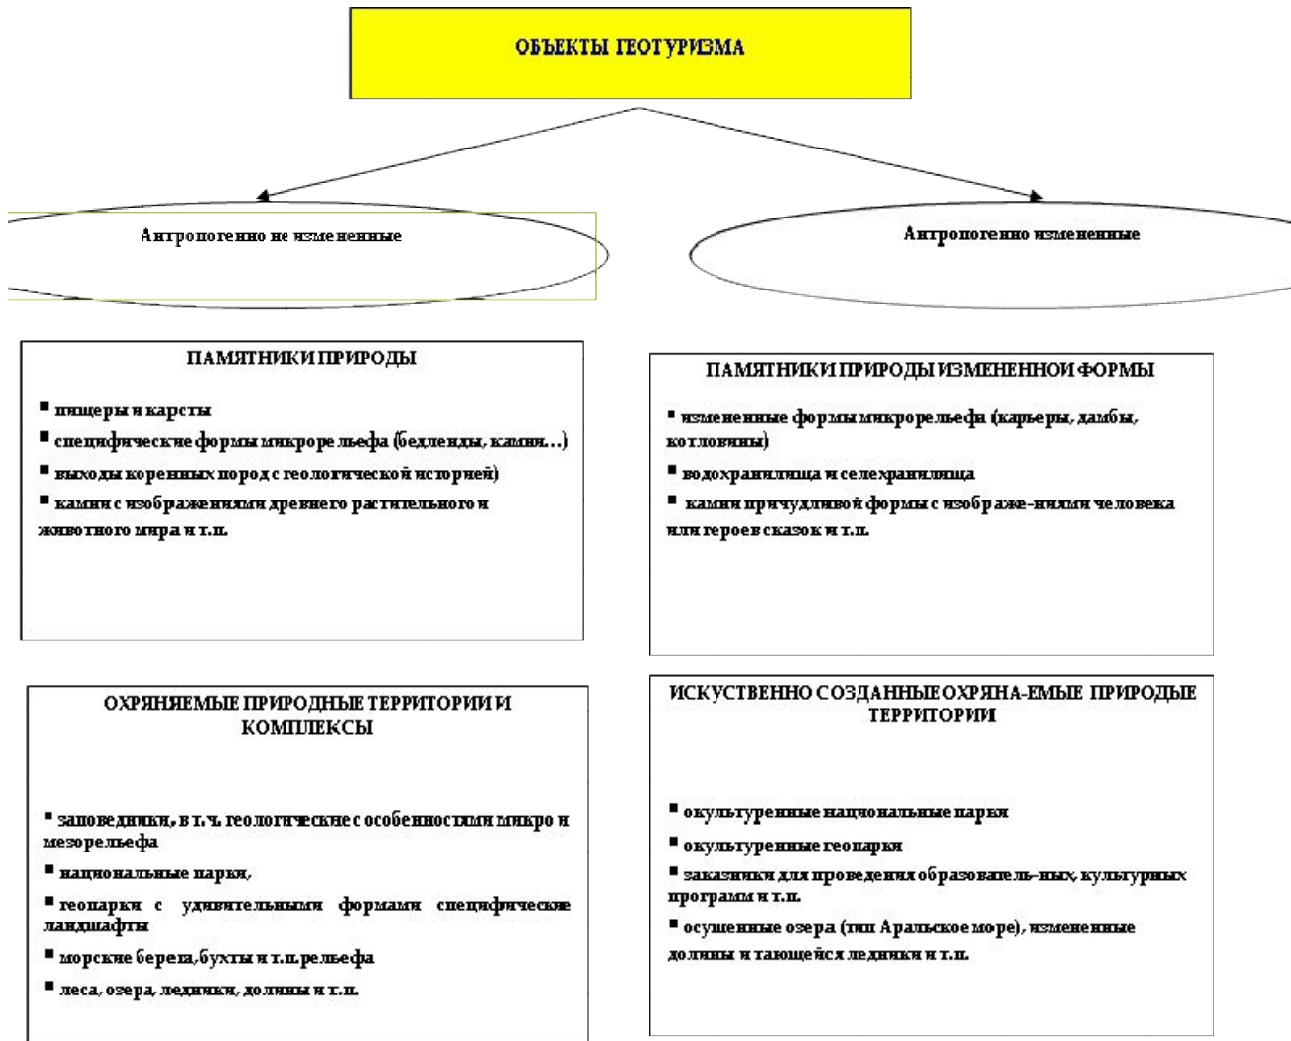 ОБЪЕКТЫ ГЕОТУРИЗМА
Антропогенно не измененные
Антропогенно измененные
ПАМЯТНИКИ ПРИРОДЫ
▪ пищеры и карсты
▪ специфические формы микрорельефа (бедленды, камни...)
▪ выходы коренных пород с геологической историей)
▪ камни с изображениями древнего растительного и
животного мира и т.п.
ПАМЯТНИКИ ПРИРОДЫ ИЗМЕНЕННОЙ ФОРМЫ
▪ измененные формы микрорельефа (карьеры, дамбы,
котловины)
▪ водохранилища и селехранилища
▪ камни причудливой формы с изображе-ниями человека
или героев сказок и т.п.
ОХРЯНЯЕМЫЕ ПРИРОДНЫЕ ТЕРРИТОРИИ И
КОМПЛЕКСЫ
▪ заповедники, в т.ч. геологические с особенностями микро и
мезорельефа
▪ национальные парки,
▪ геопарки с удивительными формами специфические
ландшафты
▪ морские берега, бухты и т.п. рельефа
▪ леса, озера, ледники, долины и т.п.
ИСКУСТВЕННО СОЗДАННЫЕ ОХРЯНА-ЕМЫЕ ПРИРОДЫЕ
ТЕРРИТОРИИ
▪ окультуренные национальные парки
▪ окультуренные геопарки
▪ заказники для проведения образователь-ных, культурных
программ и т.п.
▪ осушенные озера (тип Аральское море), измененные
долины и тающейся ледники и т.п.